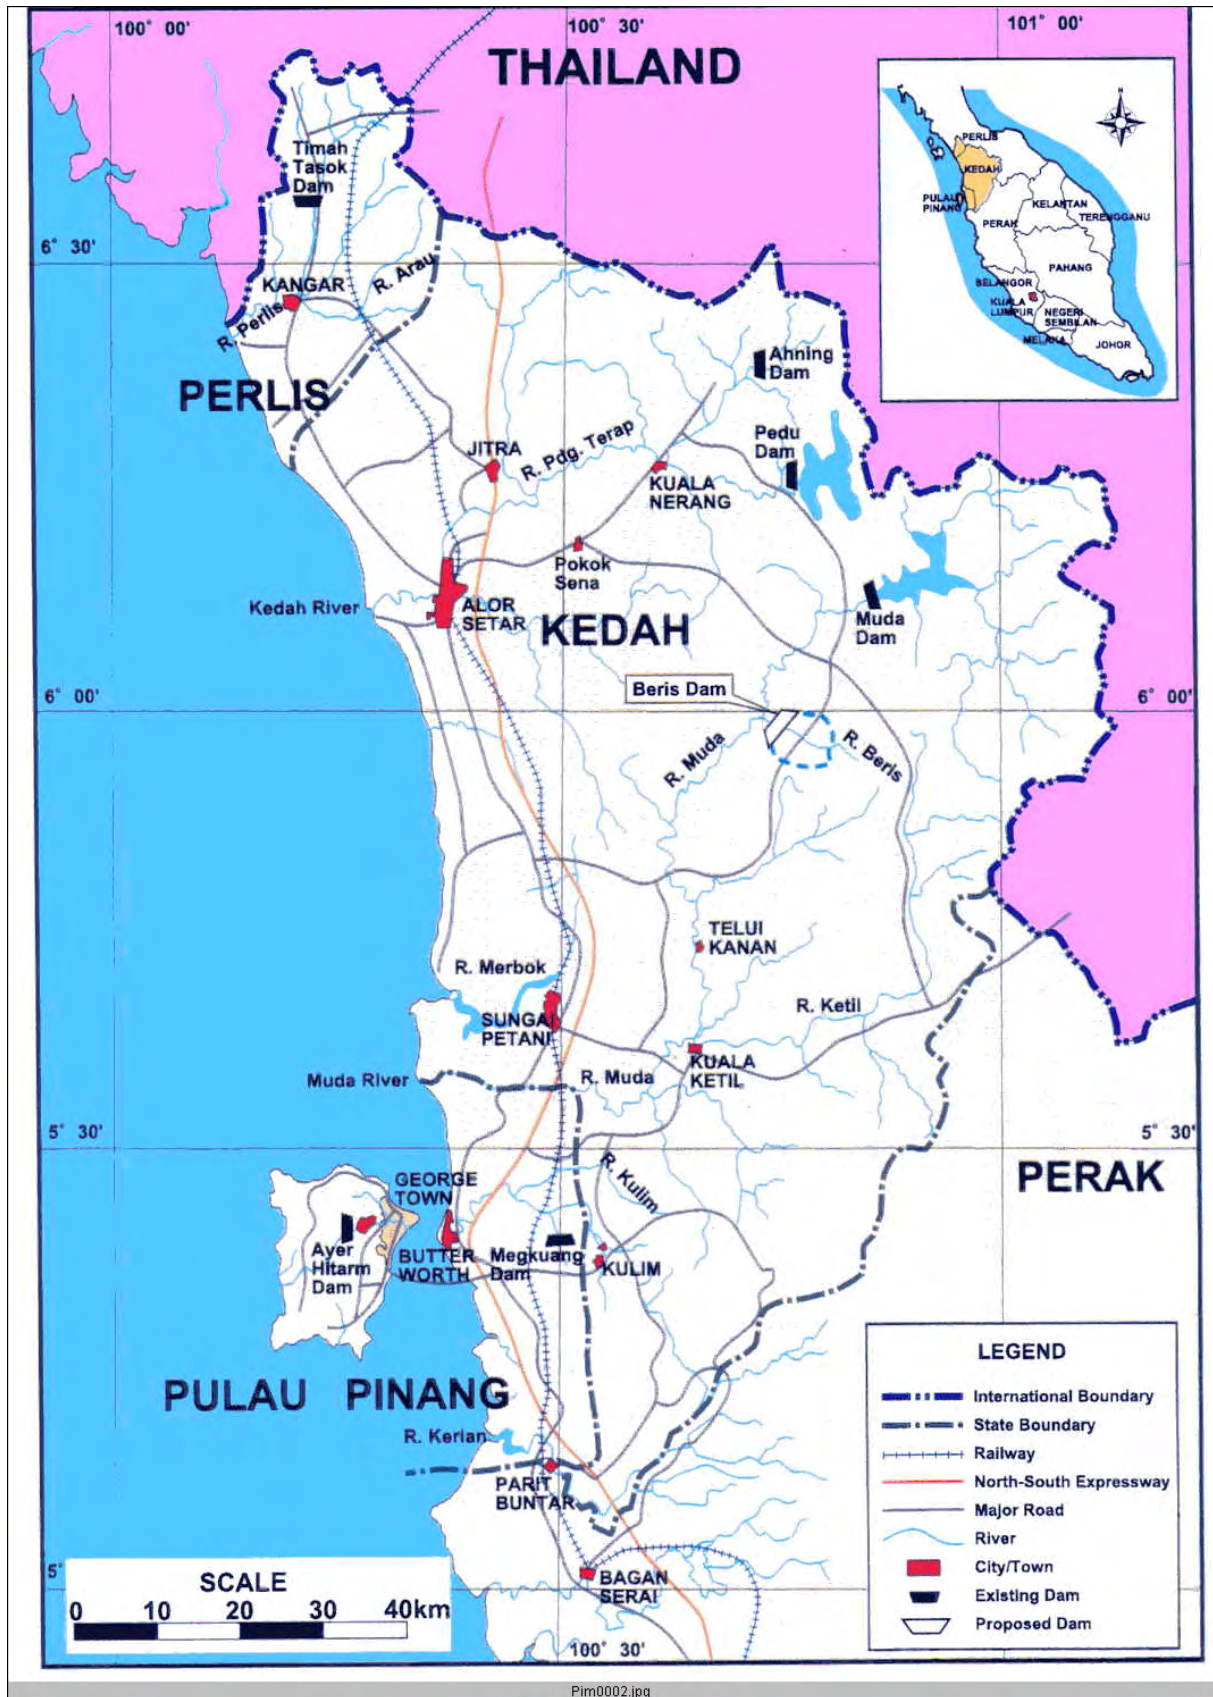 100° 00'
100° 30'
101° 00'
THAILAND
PERLIS
KEDAH
PULAU
PINANG
PERAK
KELANTAN
TERENGGANU
PAHANG
SELANGOR
KUALA
LUMPUR
NEGERI
SEMBILAN
MELAKA
JOHOR
N
Timah
Tasok
Dam
6° 30'
KANGAR
R. Arau
R. Perlis
PERLIS
Ahning
Dam
Pedu
Dam
JITRA
R. Pdg. Terap
KUALA
NERANG
Pokok
Sena
Kedah River
ALOR
SETAR
KEDAH
Muda
Dam
Beris Dam
6° 00'
6° 00'
R. Muda
R. Beris
TELUI
KANAN
R. Merbok
R. Ketil
SUNGAI
PETANI
KUALA
KETIL
Muda River
R. Muda
5° 30'
5° 30'
PERAK
GEORGE
TOWN
R. Kulim
Ayer
Hitarm
Dam
BUTTER
WORTH
Megkuang
Dam
KULIM
PULAU PINANG
R. Kerian
PARIT
BUNTAR
BAGAN
SERAI
5°
SCALE
0 10 20 30 40km
100° 30'
LEGEND
International Boundary
State Boundary
Railway
North-South Expressway
Major Road
River
City/Town
Existing Dam
Proposed Dam
Pim0002.jpg